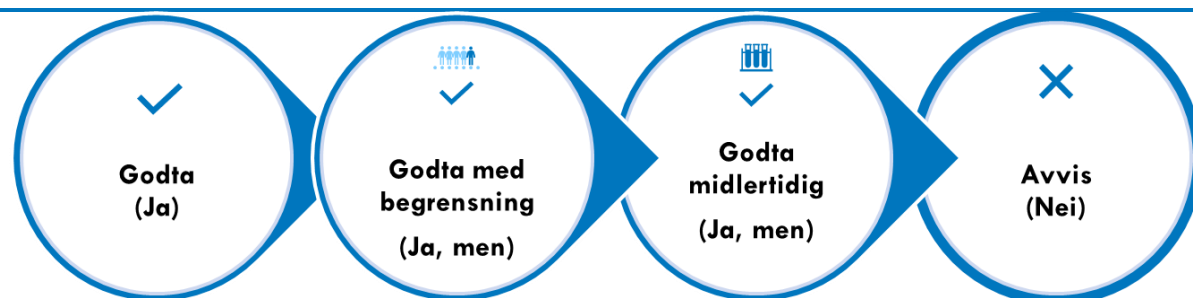 Godta
(Ja)
Godta med
begrensning
(Ja, men)
Godta
midlertidig
(Ja, men)
Avvis
(Nei)